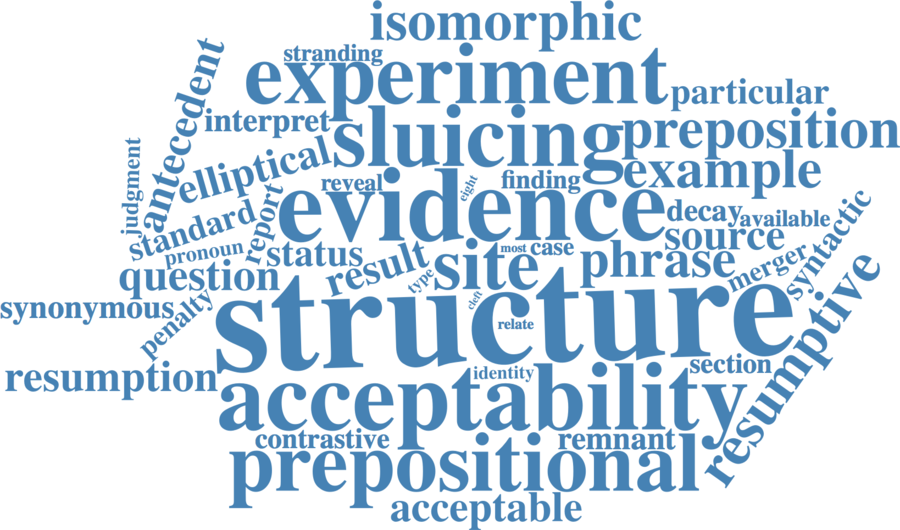 isomorphic
stranding
experiment
particular
antecedent
interpret
sluicing
preposition
elliptical
example
judgment
reveal
eight
finding
evidence
standard
report
decay
available
pronoun
status
source
syntactic
result
most
case
question
type
site
phrase
merger
synonymous
penalty
clen
structure
relate
resumptive
resumption
identity
section
acceptability
contrastive
remnant
prepositional
acceptable